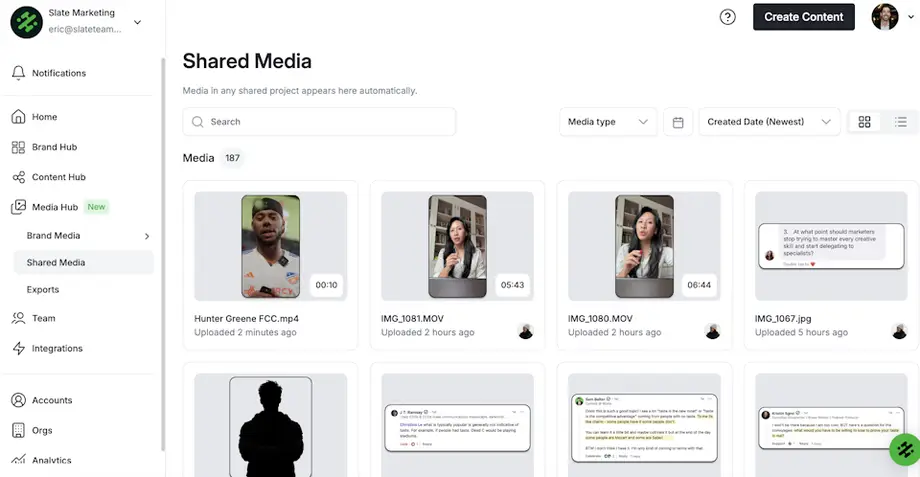 Slate Marketing
eric@slateteam...
Create Content
Notifications
Home
Brand Hub
Content Hub
Media Hub New
Brand Media
Shared Media
Exports
Team
Integrations
Accounts
Orgs
Analytics
Shared Media
Media in any shared project appears here automatically.
Search
Media type
Created Date (Newest)
Media 187
00:10
Hunter Greene FCC.mp4
Uploaded 2 minutes ago
05:43
IMG_1081.MOV
Uploaded 2 hours ago
06:44
IMG_1080.MOV
Uploaded 2 hours ago
3. At what point should marketers
stop trying to master every creative
skill and start delegating to
specialists?
IMG_1067.jpg
Uploaded 5 hours ago